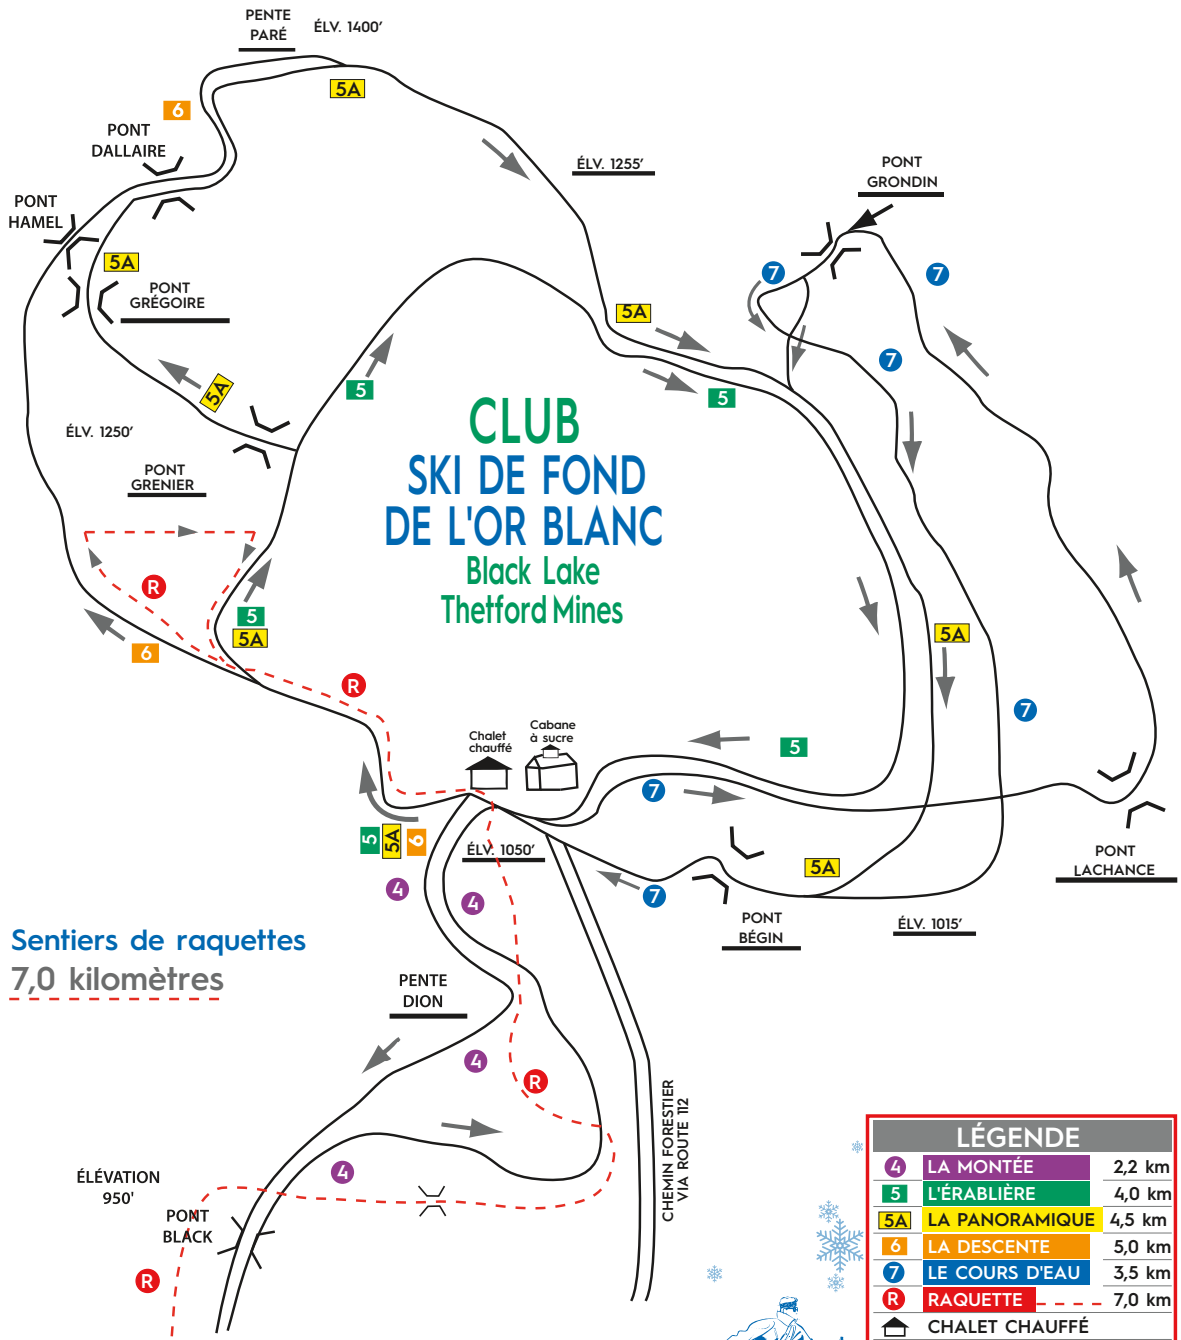 PENTE
PARÉ
ÉLV. 1400'
5A
6
PONT
DALLAIRE
ÉLV. 1255'
PONT
GRONDIN
PONT
HAMEL
5A
7
7
PONT
GRÉGOIRE
5A
7
5A
5
5
ÉLV. 1250'
CLUB
SKI DE FOND
DE L'OR BLANC
Black Lake
Thetford Mines
PONT
GRENIER
R
5
5A
6
5A
R
7
Chalet
chauffé
Cabane
à sucre
5
7
5
5A
6
ÉLV. 1050'
4
4
7
5A
PONT
BÉGIN
ÉLV. 1015'
PONT
LACHANCE
Sentiers de raquettes
7,0 kilomètres
PENTE
DION
4
R
CHEMIN FORESTIER
VIA ROUTE 112
4
ÉLÉVATION
950'
PONT
BLACK
R
LÉGENDE
4 LA MONTÉE 2,2 km
5 L'ÉRABLIÈRE 4,0 km
5A LA PANORAMIQUE 4,5 km
6 LA DESCENTE 5,0 km
7 LE COURS D'EAU 3,5 km
R RAQUETTE 7,0 km
CHALET CHAUFFÉ